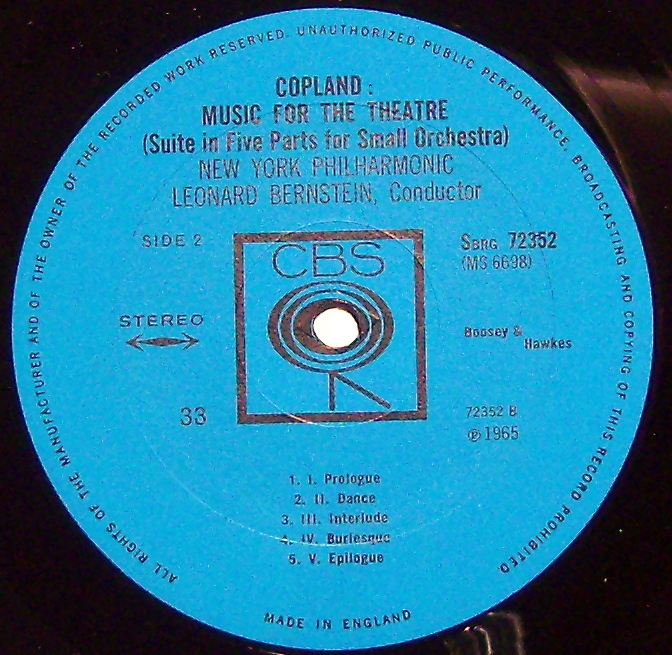 ALL RIGHTS OF THE MANUFACTURER AND OF THE OWNER OF THE RECORDED WORK RESERVED. UNAUTHORIZED PUBLIC PERFORMANCE, BROADCASTING AND COPYING OF THIS RECORD PROHIBITED.
COPLAND:
MUSIC FOR THE THEATRE
(Suite in Five Parts for Small Orchestra)
NEW YORK PHILHARMONIC
LEONARD BERNSTEIN, Conductor
SIDE 2
CBS
SBRG 72352
(MS 6698)
STEREO
Boosey &
Hawkes
33
72352 B
℗ 1965
1. I. Prologue
2. II. Dance
3. III. Interlude
4. IV. Burlesque
5. V. Epilogue
MADE IN ENGLAND